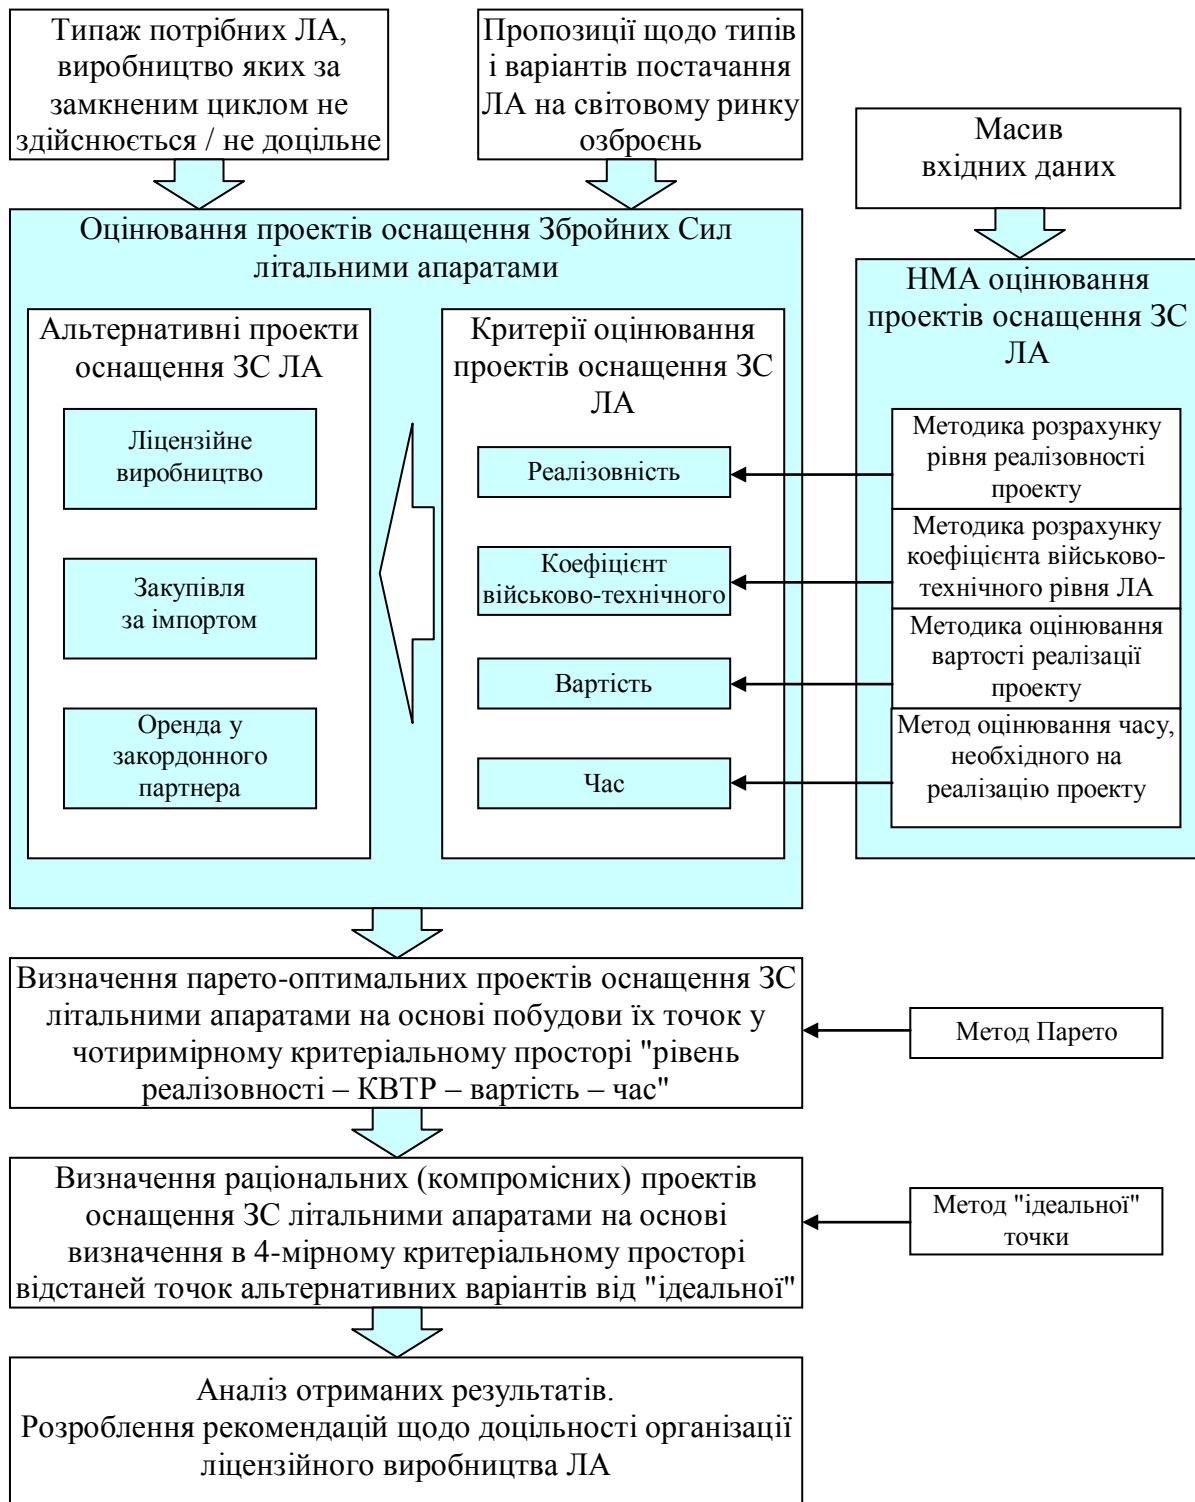 Типаж потрібних ЛА,
виробництво яких за
замкненим циклом не
здійснюється / не доцільне
Пропозиції щодо типів
і варіантів постачання
ЛА на світовому ринку
озброєнь
Масив
вхідних даних
Оцінювання проектів оснащення Збройних Сил
літальними апаратами
Альтернативні проекти
оснащення ЗС ЛА
Ліцензійне
виробництво
Закупівля
за імпортом
Оренда у
закордонного
партнера
Критерії оцінювання
проектів оснащення ЗС
ЛА
Реалізовність
Коефіцієнт
військово-технічного
Вартість
Час
НМА оцінювання
проектів оснащення ЗС
ЛА
Методика розрахунку
рівня реалізовності
проекту
Методика розрахунку
коефіцієнта військово-
технічного рівня ЛА
Методика оцінювання
вартості реалізації
проекту
Метод оцінювання часу,
необхідного на
реалізацію проекту
Визначення парето-оптимальних проектів оснащення ЗС
літальними апаратами на основі побудови їх точок у
чотиримірному критеріальному просторі "рівень
реалізовності – КВТР – вартість – час"
Метод Парето
Визначення раціональних (компромісних) проектів
оснащення ЗС літальними апаратами на основі
визначення в 4-мірному критеріальному просторі
відстаней точок альтернативних варіантів від "ідеальної"
Метод "ідеальної"
точки
Аналіз отриманих результатів.
Розроблення рекомендацій щодо доцільності організації
ліцензійного виробництва ЛА